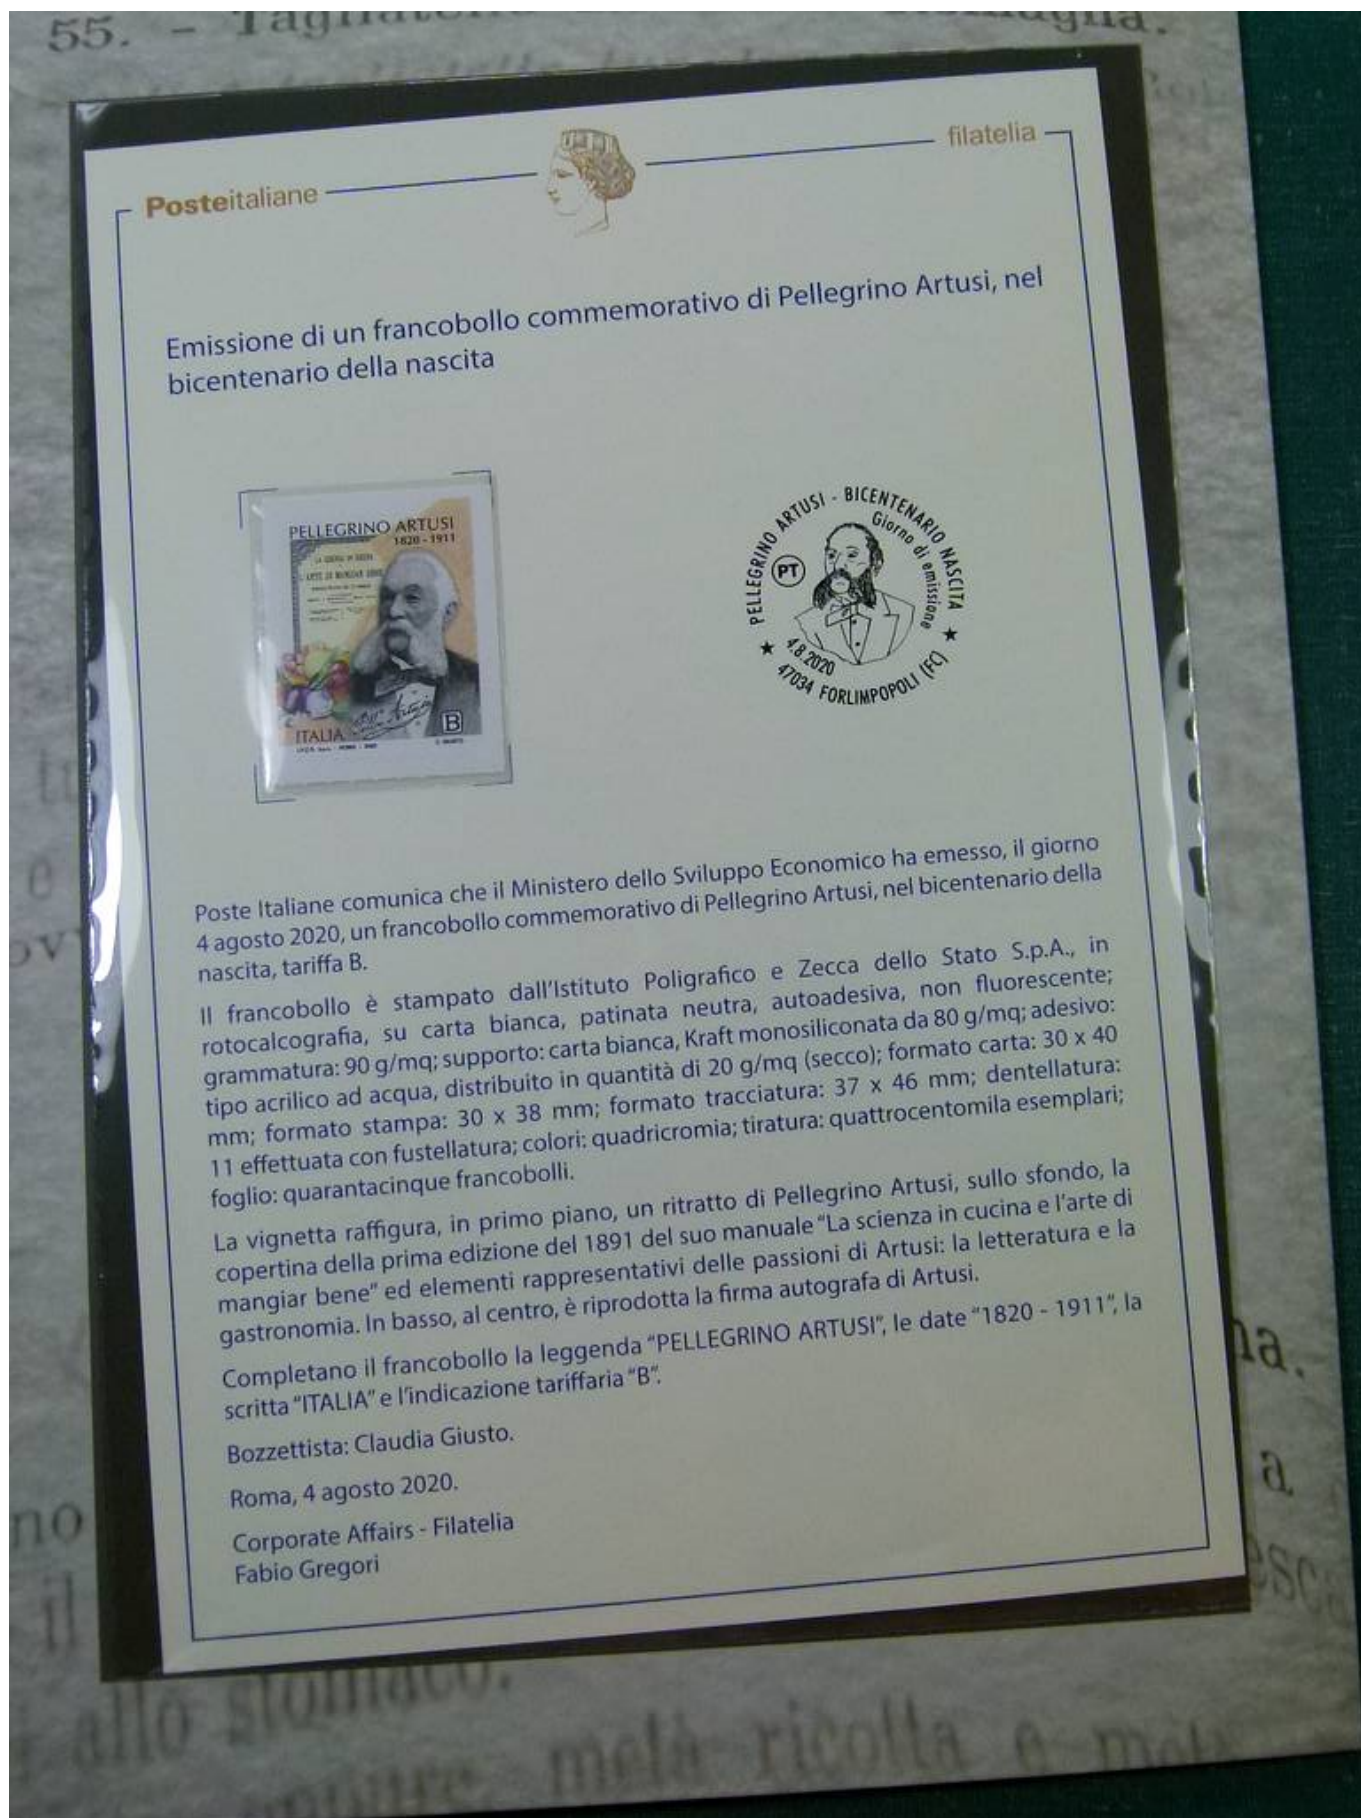 55. -
Posteitaliane
filatelia
Emissione di un francobollo commemorativo di Pellegrino Artusi, nel
bicentenario della nascita
PELLEGRINO ARTUSI
1820 - 1911
ITALIA
B
PELLEGRINO ARTUSI - BICENTENARIO NASCITA
Giorno di emissione
PT
4.8.2020
47034 FORLIMPOPOLI (FC)
Poste Italiane comunica che il Ministero dello Sviluppo Economico ha emesso, il giorno
4 agosto 2020, un francobollo commemorativo di Pellegrino Artusi, nel bicentenario della
nascita, tariffa B.
Il francobollo è stampato dall'Istituto Poligrafico e Zecca dello Stato S.p.A., in
rotocalcografia, su carta bianca, patinata neutra, autoadesiva, non fluorescente;
grammatura: 90 g/mq; supporto: carta bianca, Kraft monosiliconata da 80 g/mq; adesivo:
tipo acrilico ad acqua, distribuito in quantità di 20 g/mq (secco); formato carta: 30 x 40
mm; formato stampa: 30 x 38 mm; formato tracciatura: 37 x 46 mm; dentellatura:
11 effettuata con fustellatura; colori: quadricromia; tiratura: quattrocentomila esemplari;
foglio: quarantacinque francobolli.
La vignetta raffigura, in primo piano, un ritratto di Pellegrino Artusi, sullo sfondo, la
copertina della prima edizione del 1891 del suo manuale "La scienza in cucina e l'arte di
mangiar bene" ed elementi rappresentativi delle passioni di Artusi: la letteratura e la
gastronomia. In basso, al centro, è riprodotta la firma autografa di Artusi.
Completano il francobollo la leggenda "PELLEGRINO ARTUSI", le date "1820 - 1911", la
scritta "ITALIA" e l'indicazione tariffaria "B".
Bozzettista: Claudia Giusto.
Roma, 4 agosto 2020.
Corporate Affairs - Filatelia
Fabio Gregori
no
a
il
allo stomaco.
metà ricolta e